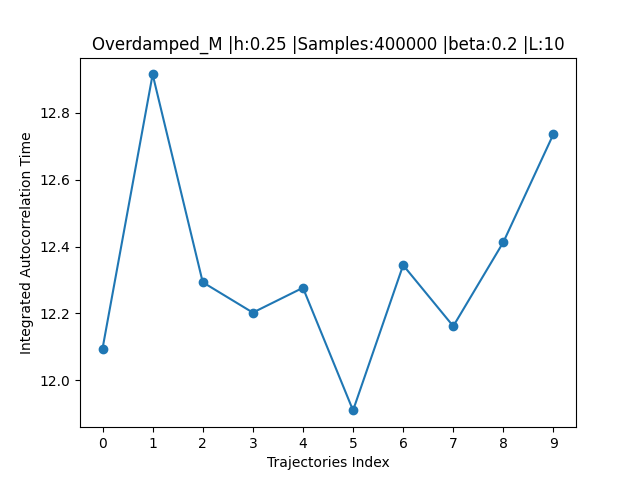 Overdamped_M |h:0.25 |Samples:400000 |beta:0.2 |L:10
Integrated Autocorrelation Time
12.8
12.6
12.4
12.2
12.0
0 1 2 3 4 5 6 7 8 9
Trajectories Index